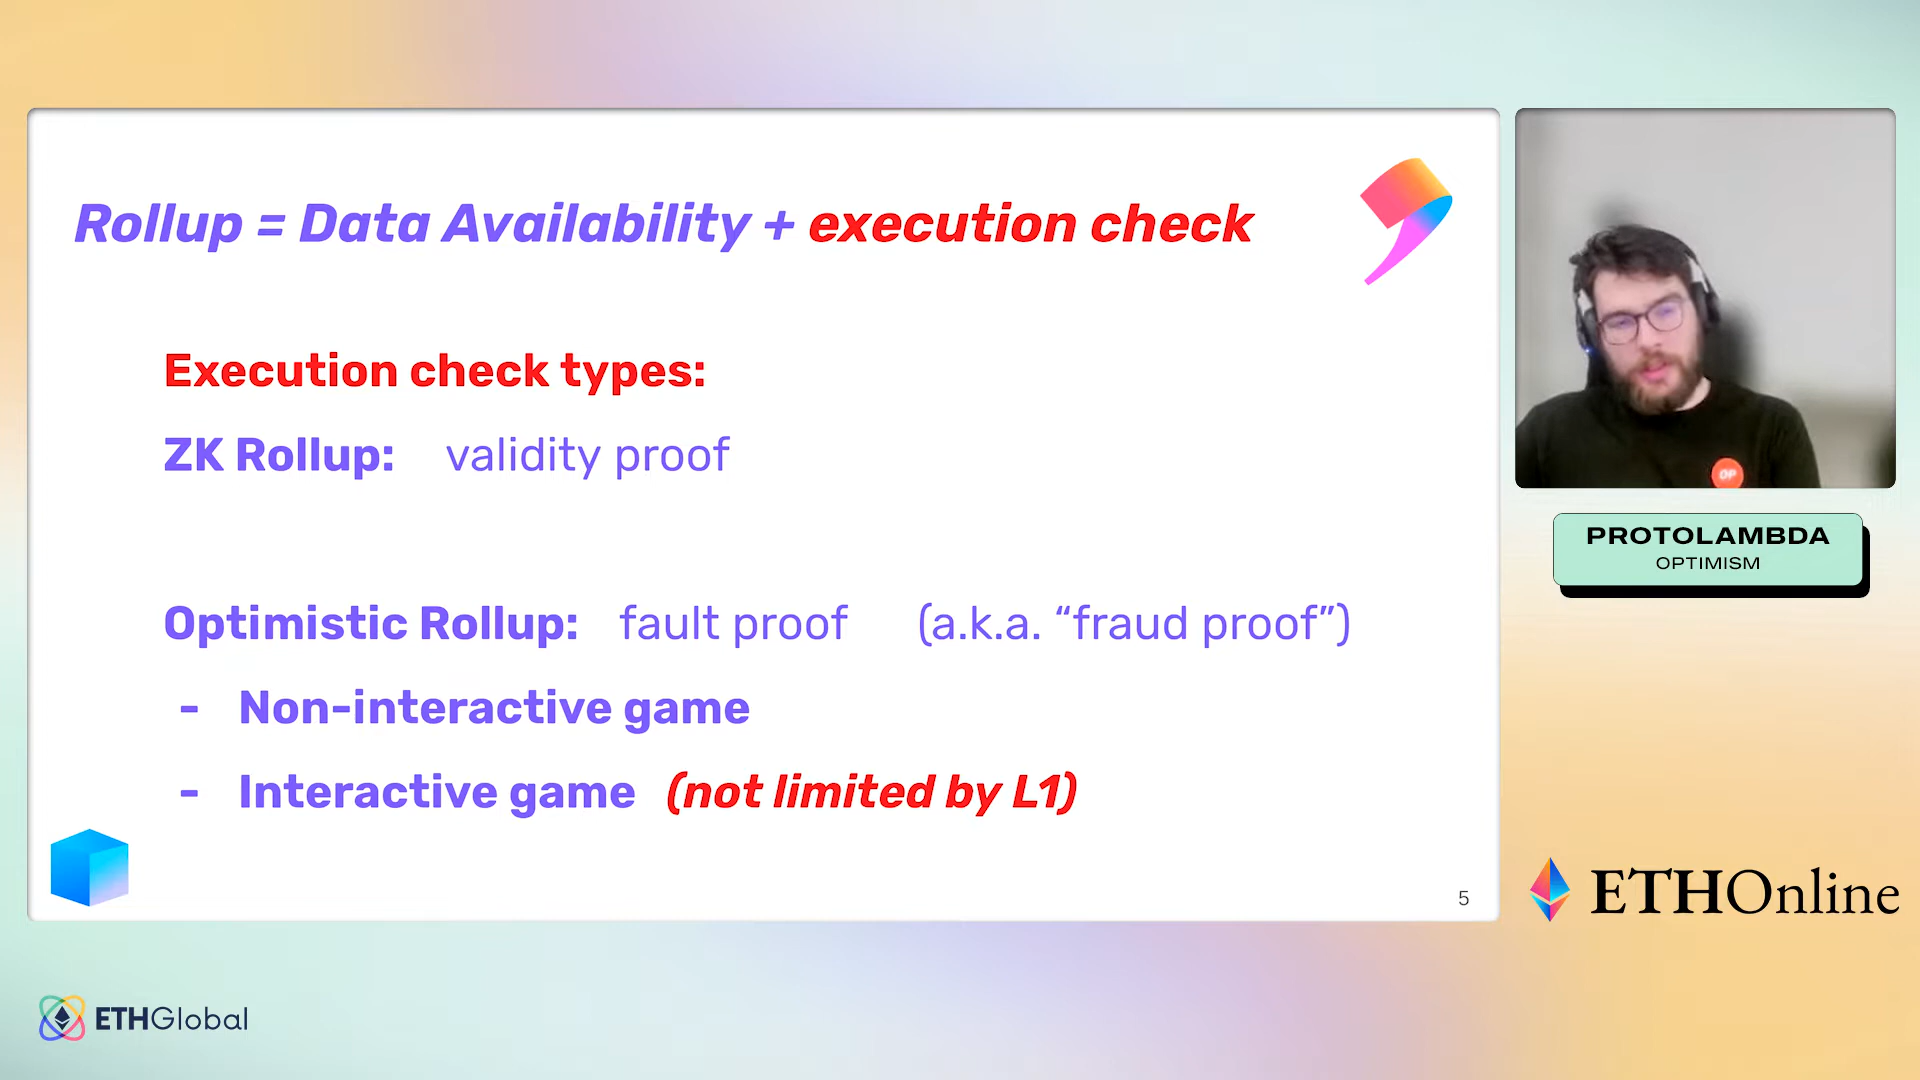 Rollup = Data Availability + execution check
Execution check types:
ZK Rollup: validity proof
Optimistic Rollup: fault proof (a.k.a. “fraud proof”)
- Non-interactive game
- Interactive game (not limited by L1)
5
OP
PROTOLAMBDA
OPTIMISM
ETHOnline
ETHGlobal